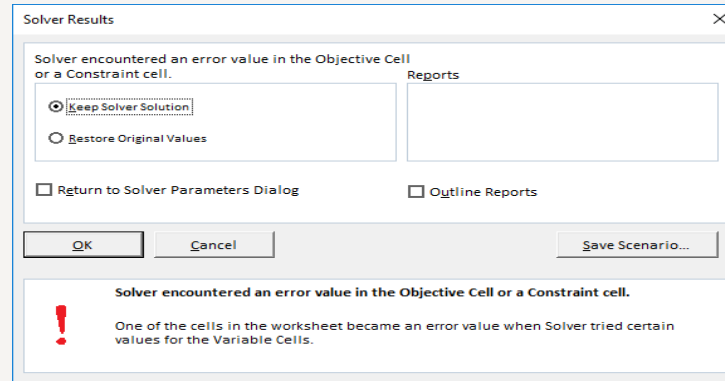 Solver Results
Solver encountered an error value in the Objective Cell
or a Constraint cell.
Reports
Keep Solver Solution
Restore Original Values
Return to Solver Parameters Dialog
Outline Reports
OK
Cancel
Save Scenario...
Solver encountered an error value in the Objective Cell or a Constraint cell.
One of the cells in the worksheet became an error value when Solver tried certain
values for the Variable Cells.